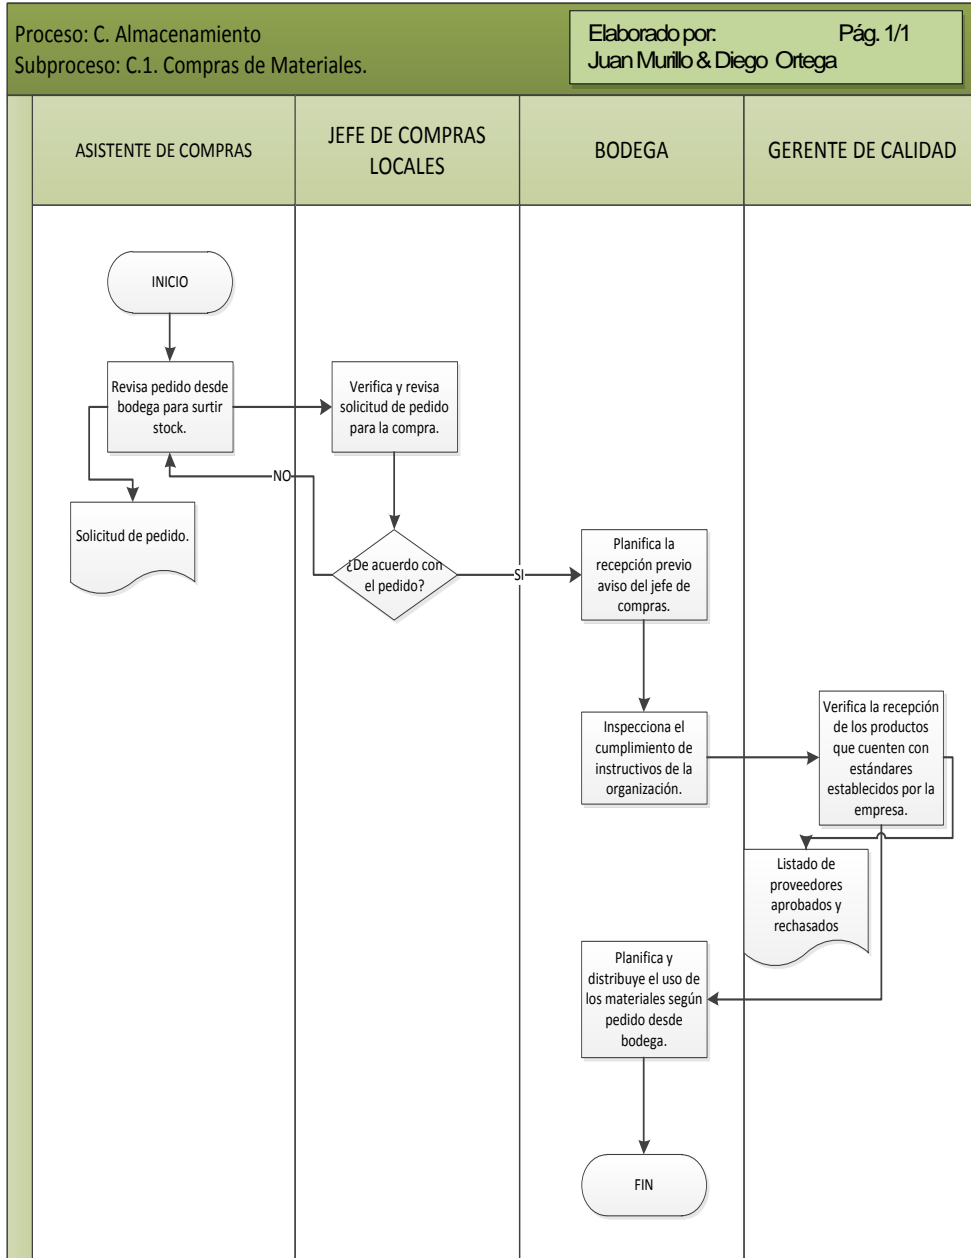 Proceso: C. Almacenamiento
Subproceso: C.1. Compras de Materiales.
Elaborado por: Pág. 1/1
Juan Murillo & Diego Ortega
ASISTENTE DE COMPRAS
JEFE DE COMPRAS
LOCALES
BODEGA
GERENTE DE CALIDAD
INICIO
Revisa pedido desde
bodega para surtir
stock.
Verifica y revisa
solicitud de pedido
para la compra.
NO
Solicitud de pedido.
¿De acuerdo con
el pedido?
SI
Planifica la
recepción previo
aviso del jefe de
compras.
Inspecciona el
cumplimiento de
instructivos de la
organización.
Verifica la recepción
de los productos
que cuenten con
estándares
establecidos por la
empresa.
Listado de
proveedores
aprobados y
rechasados
Planifica y
distribuye el uso de
los materiales según
pedido desde
bodega.
FIN